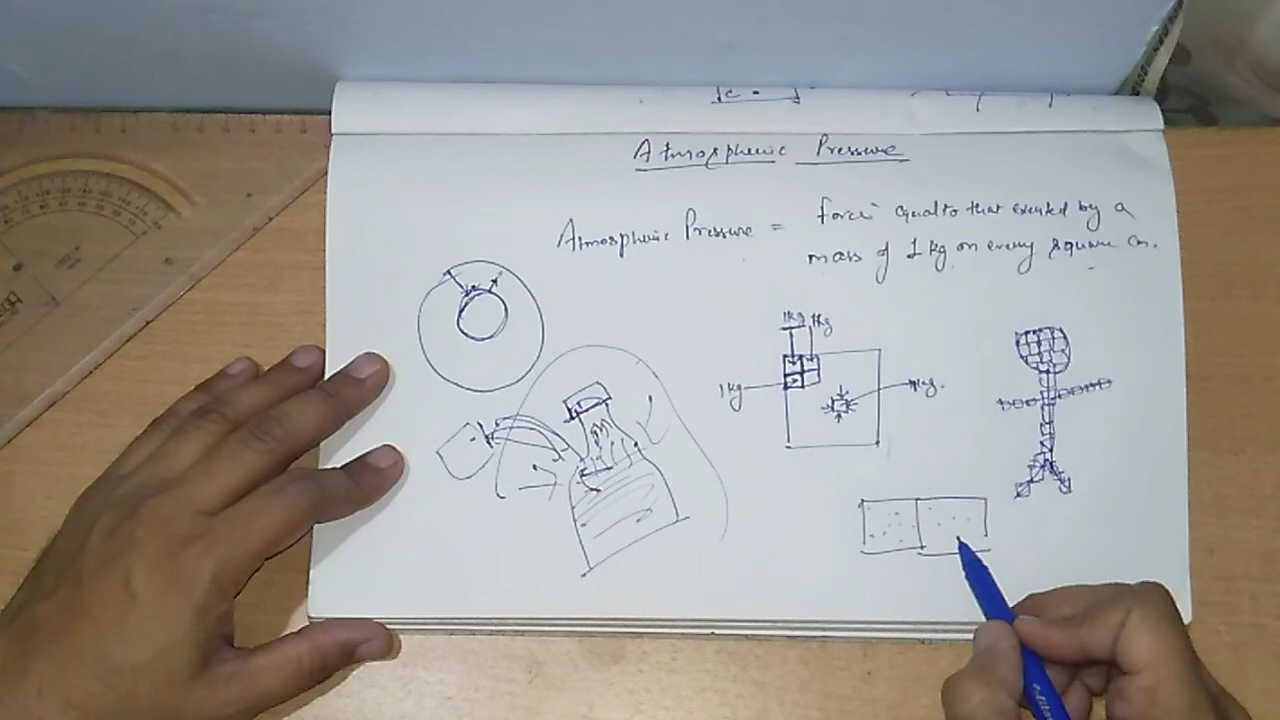 Atmospheric Pressure
Atmospheric Pressure = force equal to that exerted by a
mass of 1 kg on every square cm.
1kg 1kg
1kg